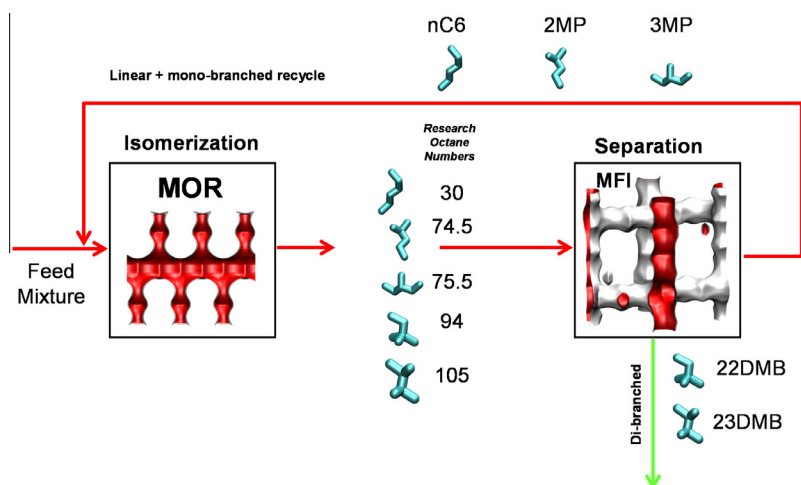 nC6
2MP
3MP
Linear + mono-branched recycle
Isomerization
Research
Octane
Numbers
Separation
MOR
MFI
30
74.5
Feed
Mixture
75.5
94
105
22DMB
23DMB
Di-branched